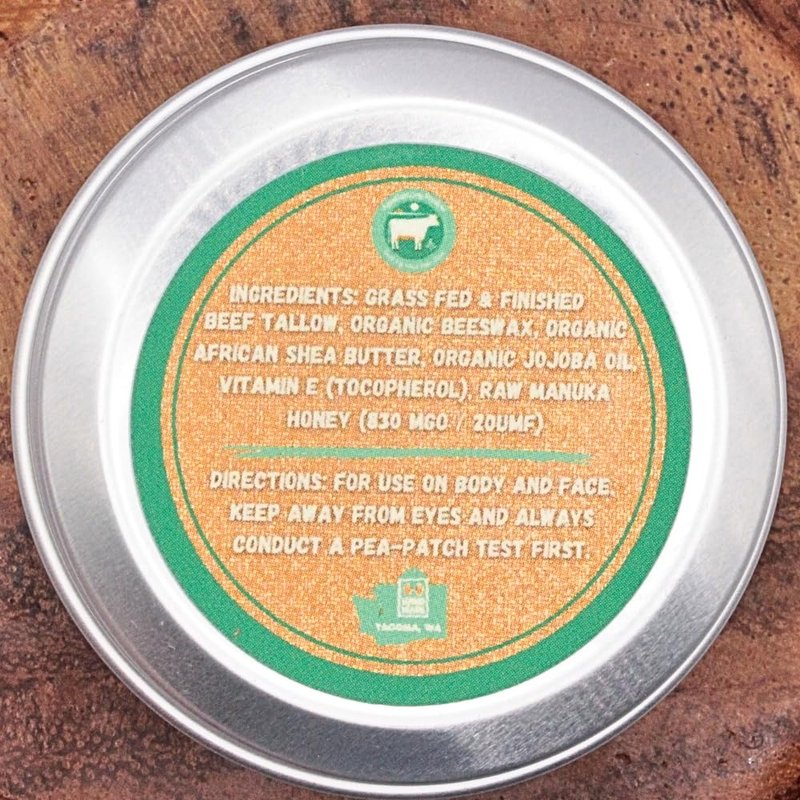 INGREDIENTS: GRASS FED & FINISHED
BEEF TALLOW, ORGANIC BEESWAX, ORGANIC
AFRICAN SHEA BUTTER, ORGANIC JOJOBA OIL,
VITAMIN E (TOCOPHEROL), RAW MANUKA
HONEY (830 MGO / 20UMF)
DIRECTIONS: FOR USE ON BODY AND FACE.
KEEP AWAY FROM EYES AND ALWAYS
CONDUCT A PEA-PATCH TEST FIRST.
TACOMA, WA